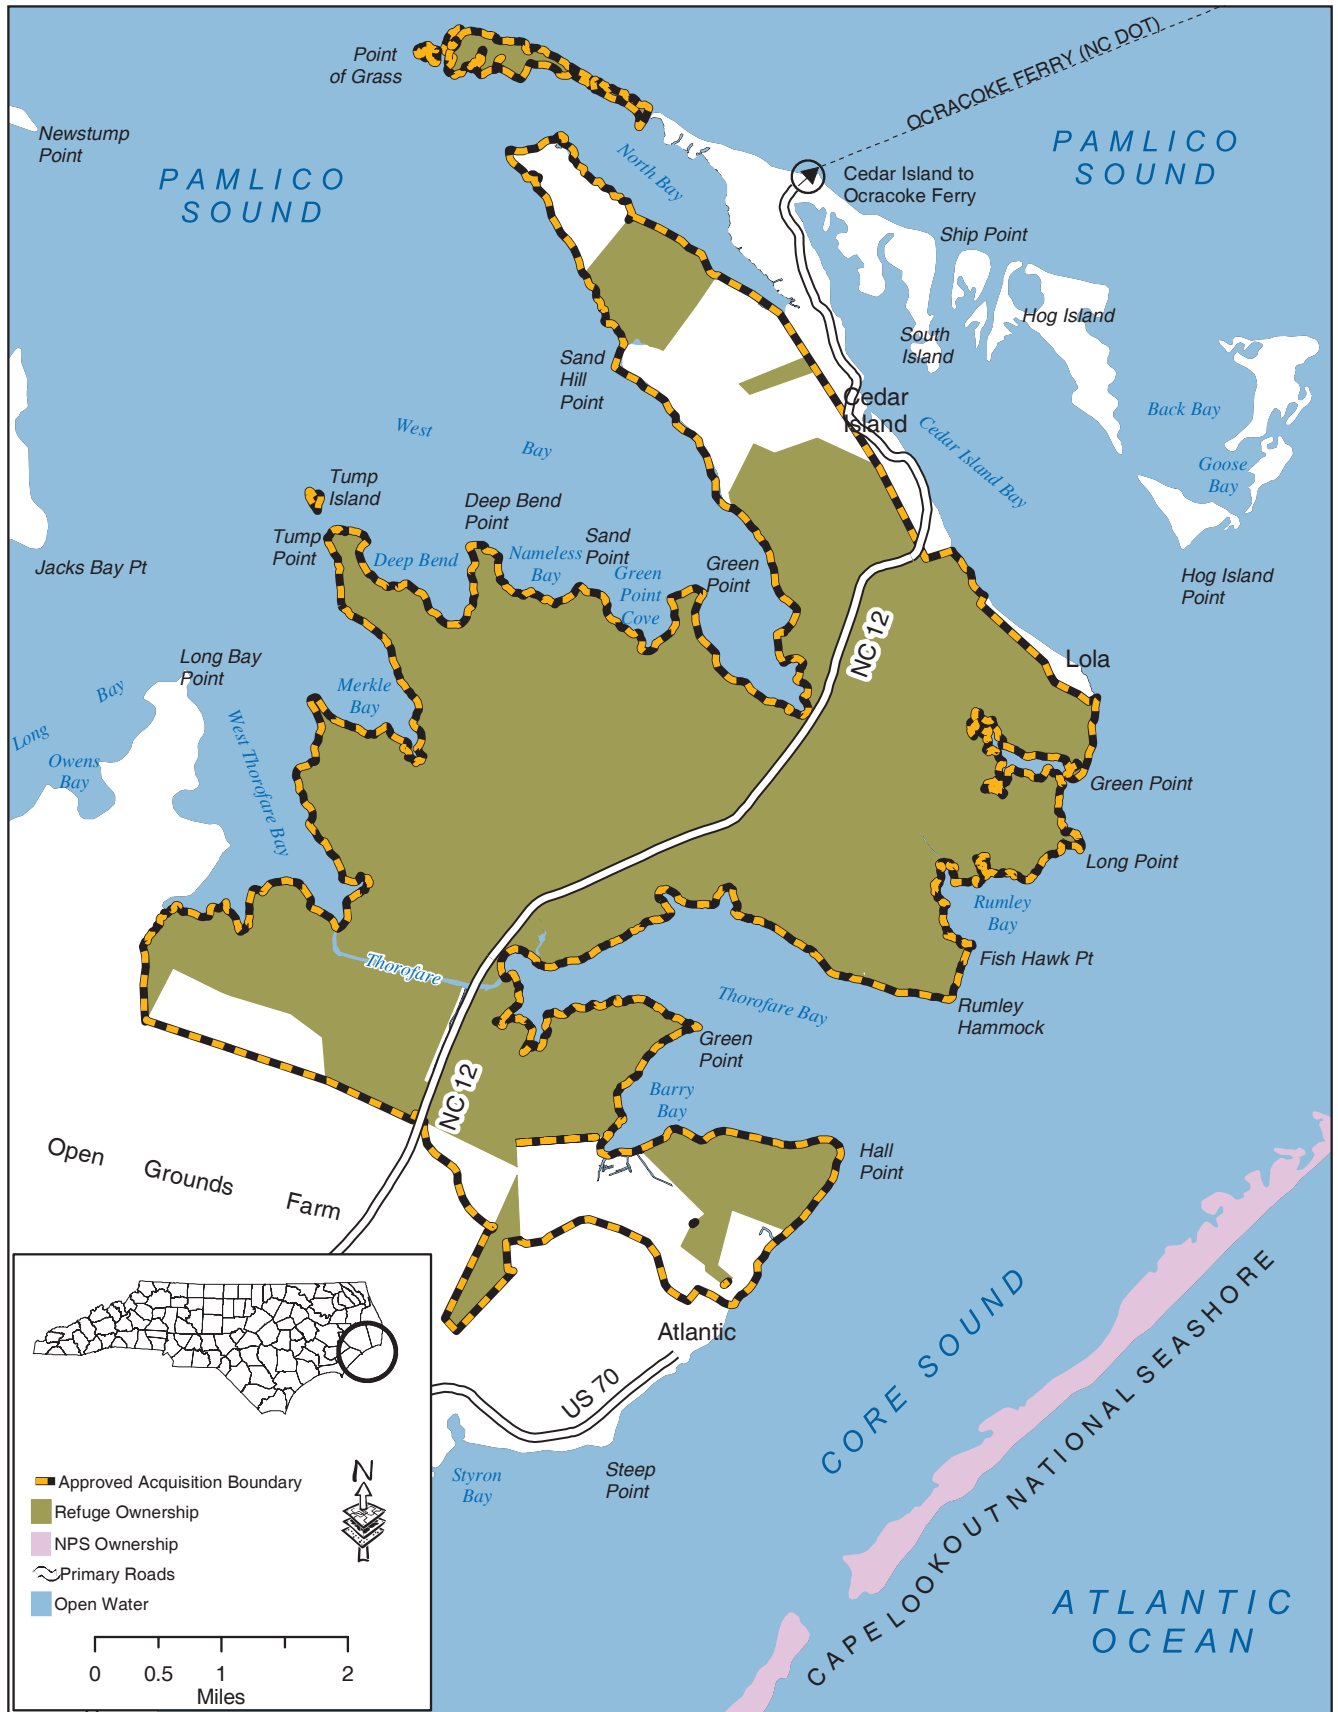 Point
of Grass
OCRACOKE FERRY (NC DOT)
Newstump
Point
PAMLICO
SOUND
North Bay
PAMLICO
SOUND
Cedar Island to
Ocracoke Ferry
Ship Point
Hog Island
South
Island
Sand
Hill
Point
Cedar
Island
Back Bay
West
Bay
Cedar Island Bay
Goose
Bay
Tump
Island
Deep Bend
Point
Tump
Point
Deep Bend
Nameless
Bay
Sand
Point
Green
Point
Cove
Green
Point
Jacks Bay Pt
Hog Island
Point
NC 12
Lola
Long Bay
Point
Merkle
Bay
Long
Bay
Owens
Bay
West Thorofare Bay
Green Point
Long Point
Rumley
Bay
Fish Hawk Pt
Thorofare
Thorofare Bay
Rumley
Hammock
Green
Point
NC 12
Barry
Bay
Hall
Point
Open Grounds Farm
Atlantic
US 70
CORE SOUND
CAPE LOOKOUT NATIONAL SEASHORE
Styron
Bay
Steep
Point
ATLANTIC
OCEAN
N
Approved Acquisition Boundary
Refuge Ownership
NPS Ownership
Primary Roads
Open Water
0 0.5 1 2
Miles